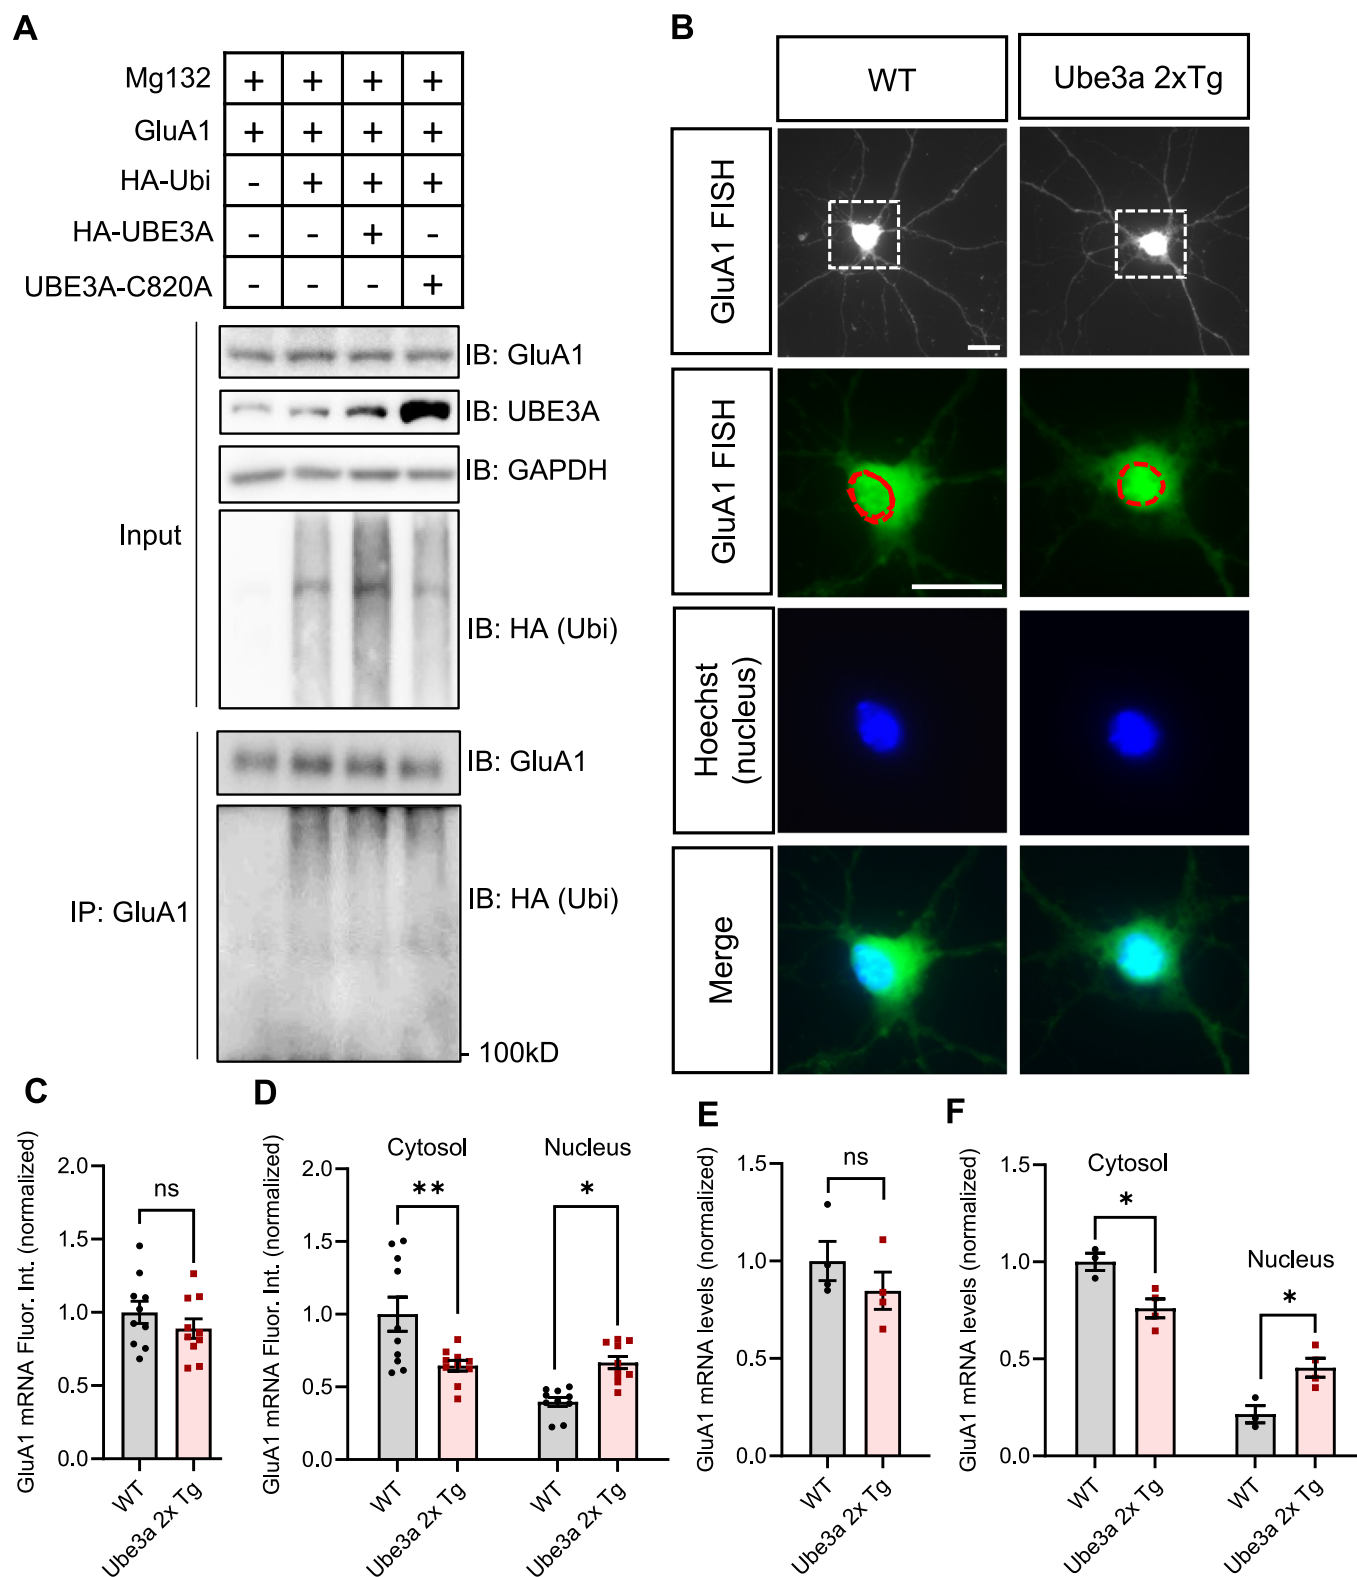 A
Mg132 + + + +
GluA1 + + + +
HA-Ubi - + + +
HA-UBE3A - - + -
UBE3A-C820A - - - +
Input
IB: GluA1
IB: UBE3A
IB: GAPDH
IB: HA (Ubi)
IP: GluA1
IB: GluA1
IB: HA (Ubi)
- 100kD
B
WT
Ube3a 2xTg
GluA1 FISH
GluA1 FISH
Hoechst
(nucleus)
Merge
C
GluA1 mRNA Fluor. Int. (normalized)
2.0
1.5
1.0
0.5
0.0
ns
WT
Ube3a 2x Tg
D
GluA1 mRNA Fluor. Int. (normalized)
2.0
1.5
1.0
0.5
0.0
Cytosol
Nucleus
**
*
WT
Ube3a 2x Tg
WT
Ube3a 2x Tg
E
GluA1 mRNA levels (normalized)
1.5
1.0
0.5
0.0
ns
WT
Ube3a 2x Tg
F
GluA1 mRNA levels (normalized)
1.5
1.0
0.5
0.0
Cytosol
*
Nucleus
*
WT
Ube3a 2x Tg
WT
Ube3a 2x Tg